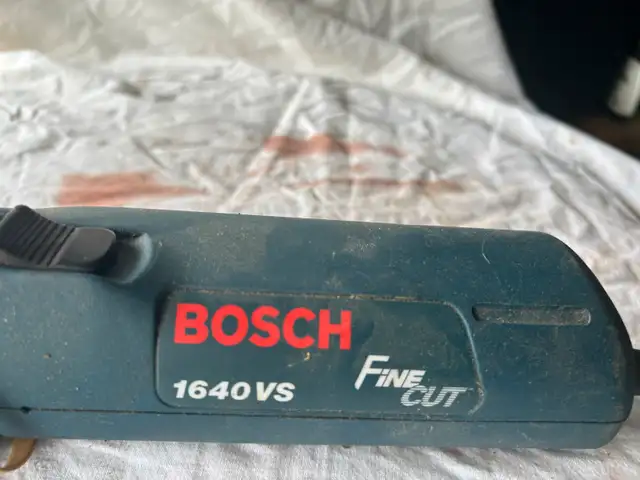 BOSCH
1640VS
FINE
CUT